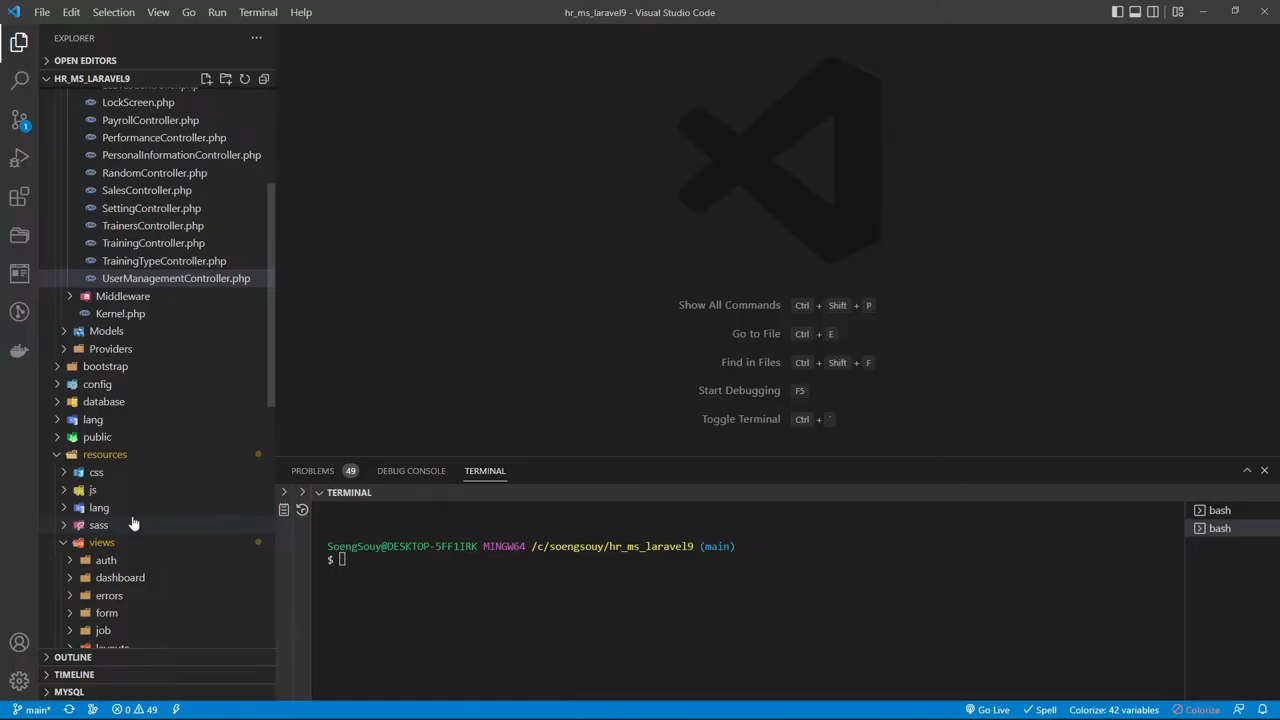 File Edit Selection View Go Run Terminal Help
hr_ms_laravel9 - Visual Studio Code
EXPLORER
OPEN EDITORS
HR_MS_LARAVEL9
LockScreen.php
PayrollController.php
PerformanceController.php
PersonalInformationController.php
RandomController.php
SalesController.php
SettingController.php
TrainersController.php
TrainingController.php
TrainingTypeController.php
UserManagementController.php
Middleware
Kernel.php
Models
Providers
bootstrap
config
database
lang
public
resources
css
js
lang
sass
views
auth
dashboard
errors
form
job
layouts
OUTLINE
TIMELINE
MYSQL
1
Show All Commands Ctrl + Shift + P
Go to File Ctrl + E
Find in Files Ctrl + Shift + F
Start Debugging F5
Toggle Terminal Ctrl + `
PROBLEMS 49 DEBUG CONSOLE TERMINAL
TERMINAL
SoengSouy@DESKTOP-5FF1IRK MINGW64 /c/soengsouy/hr_ms_laravel9 (main)
$
bash
bash
main* 0 49 Go Live Spell Colorize: 42 variables Colorize